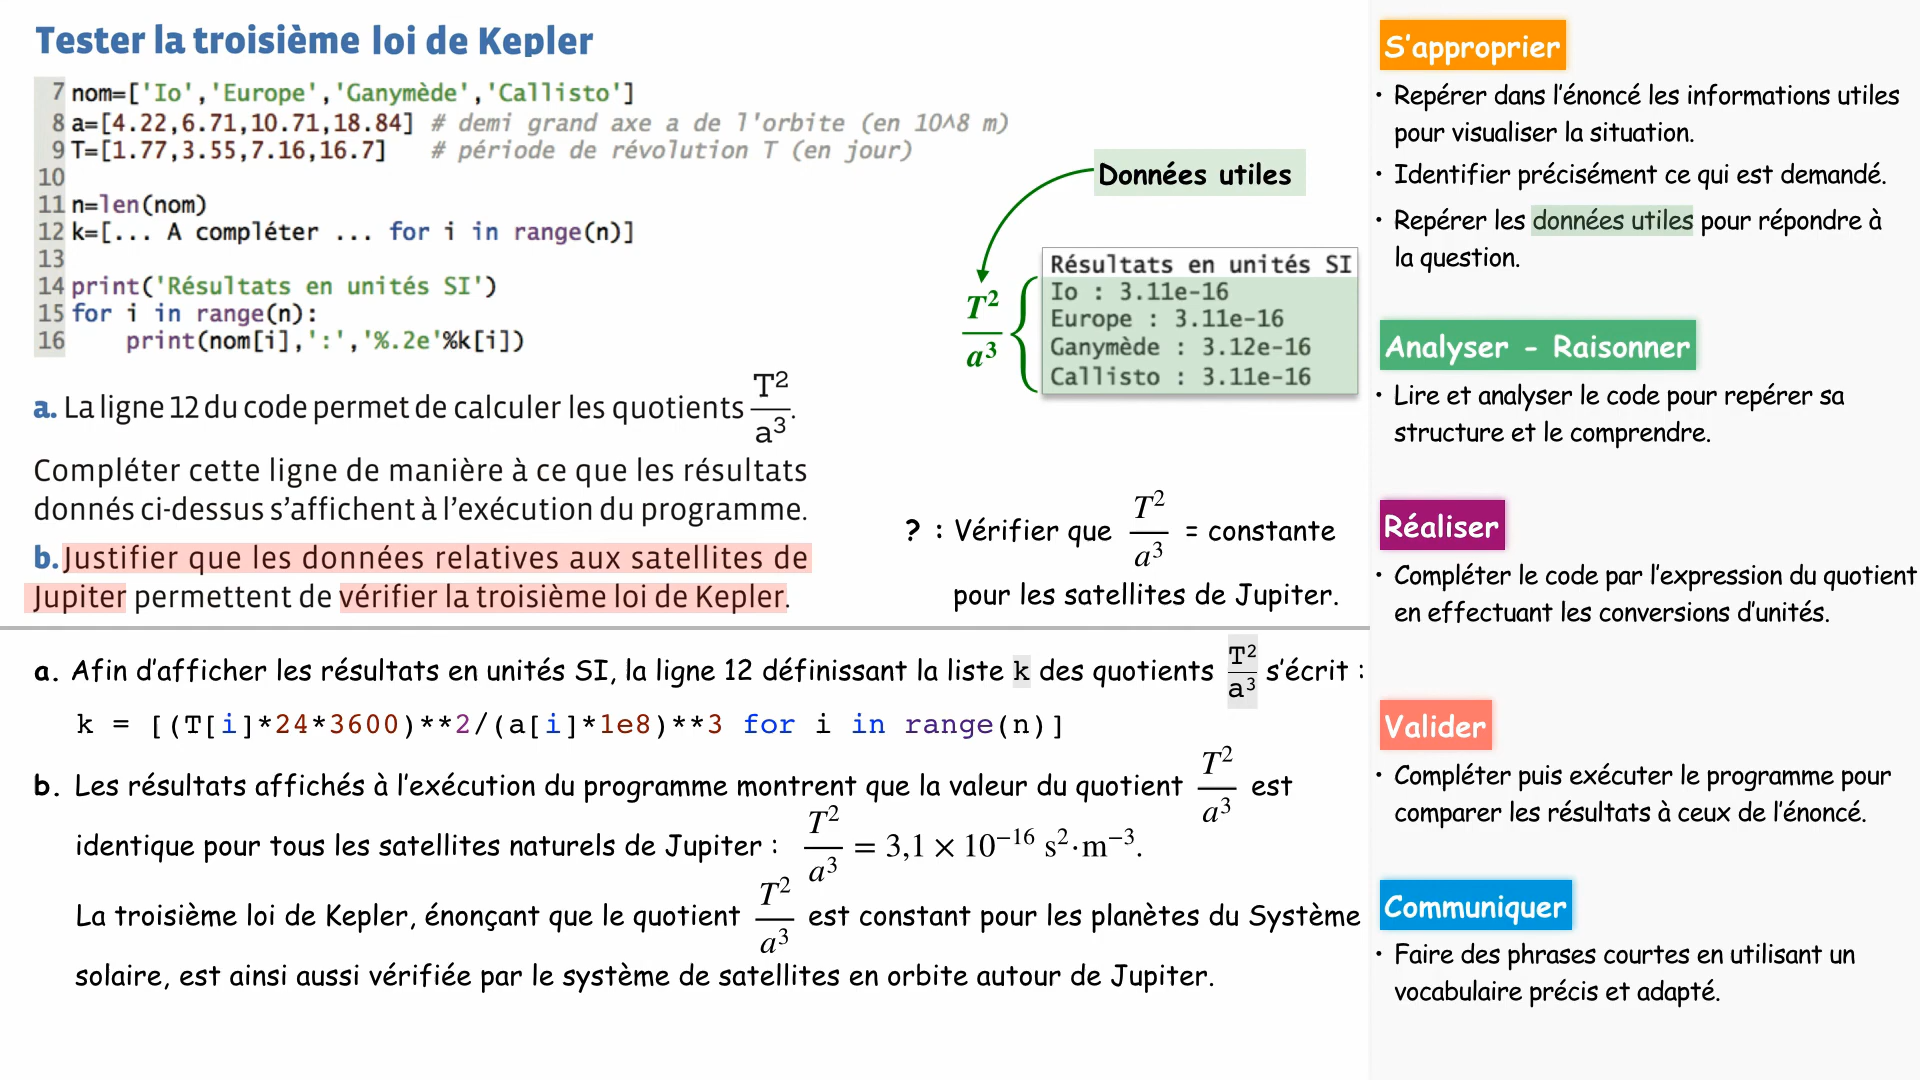 Tester la troisième loi de Kepler
7 nom=['Io','Europe','Ganymède','Callisto']
8 a=[4.22,6.71,10.71,18.84] # demi grand axe a de l'orbite (en 10^8 m)
9 T=[1.77,3.55,7.16,16.7] # période de révolution T (en jour)
10
11 n=len(nom)
12 k=[... A compléter ... for i in range(n)]
13
14 print('Résultats en unités SI')
15 for i in range(n):
16 print(nom[i],':','%.2e'%k[i])
Données utiles
T²/a³
Résultats en unités SI
Io : 3.11e-16
Europe : 3.11e-16
Ganymède : 3.12e-16
Callisto : 3.11e-16
a. La ligne 12 du code permet de calculer les quotients T²/a³.
Compléter cette ligne de manière à ce que les résultats
donnés ci-dessus s'affichent à l'exécution du programme.
b. Justifier que les données relatives aux satellites de
Jupiter permettent de vérifier la troisième loi de Kepler.
? : Vérifier que T²/a³ = constante
pour les satellites de Jupiter.
a. Afin d'afficher les résultats en unités SI, la ligne 12 définissant la liste k des quotients T²/a³ s'écrit :
k = [(T[i]*24*3600)**2/(a[i]*1e8)**3 for i in range(n)]
b. Les résultats affichés à l'exécution du programme montrent que la valeur du quotient T²/a³ est
identique pour tous les satellites naturels de Jupiter : T²/a³ = 3,1 × 10⁻¹⁶ s²·m⁻³.
La troisième loi de Kepler, énonçant que le quotient T²/a³ est constant pour les planètes du Système
solaire, est ainsi aussi vérifiée par le système de satellites en orbite autour de Jupiter.
S'approprier
· Repérer dans l'énoncé les informations utiles
pour visualiser la situation.
· Identifier précisément ce qui est demandé.
· Repérer les données utiles pour répondre à
la question.
Analyser - Raisonner
· Lire et analyser le code pour repérer sa
structure et le comprendre.
Réaliser
· Compléter le code par l'expression du quotient
en effectuant les conversions d'unités.
Valider
· Compléter puis exécuter le programme pour
comparer les résultats à ceux de l'énoncé.
Communiquer
· Faire des phrases courtes en utilisant un
vocabulaire précis et adapté.